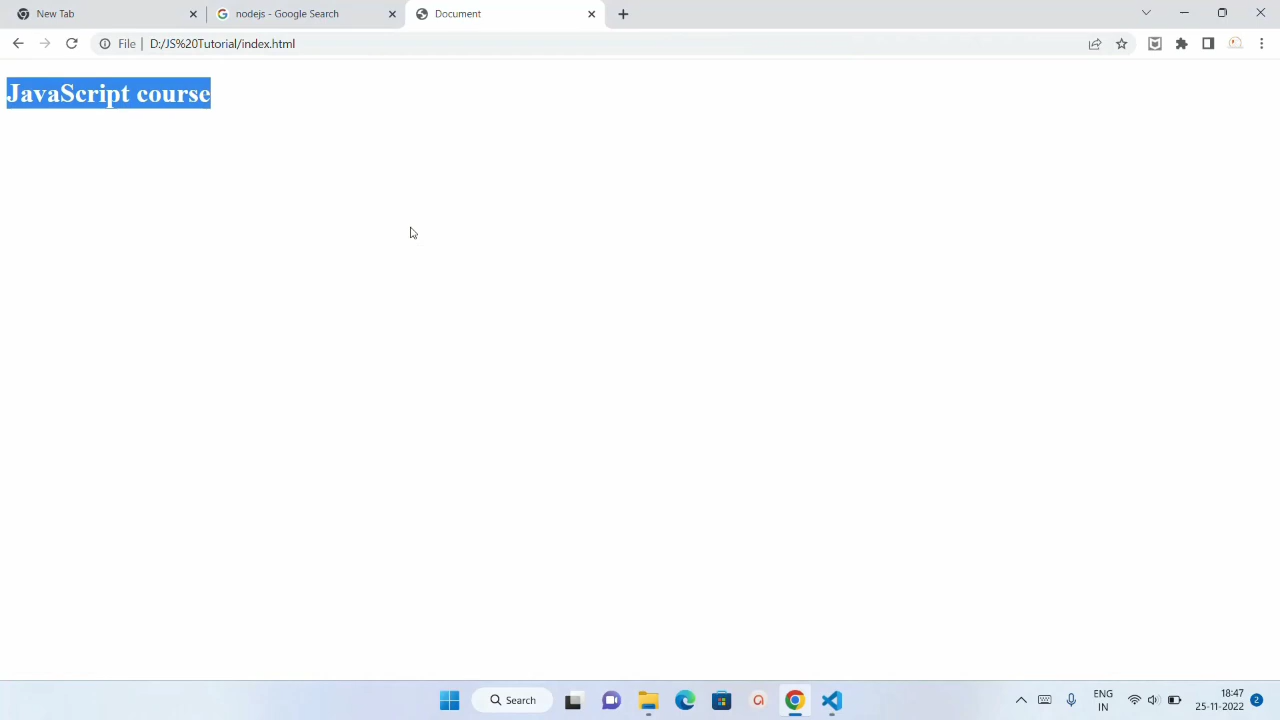 New Tab
nodejs - Google Search
Document
File
D:/JS%20Tutorial/index.html
JavaScript course
Search
ENG
IN
18:47
25-11-2022
2